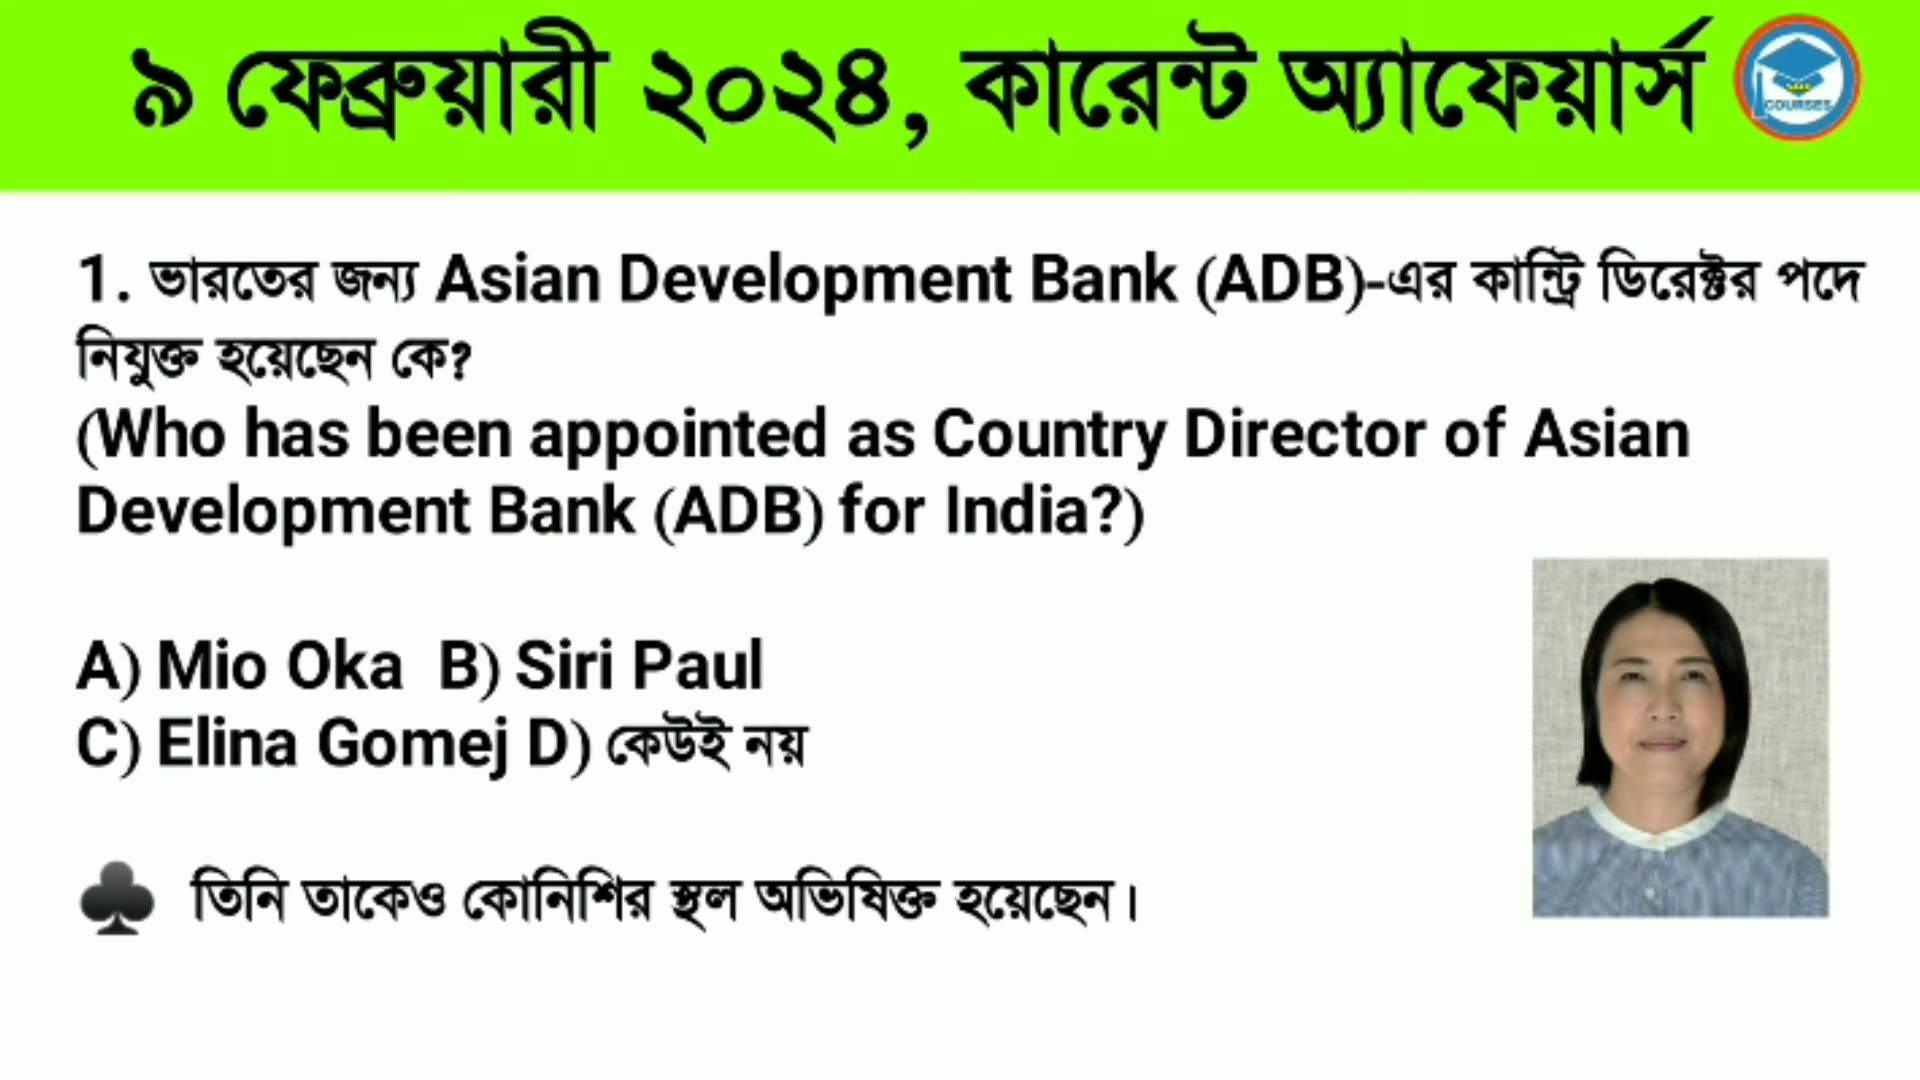 ৯ ফেব্রুয়ারী ২০২৪, কারেন্ট অ্যাফেয়ার্স
COURSES
1. ভারতের জন্য Asian Development Bank (ADB)-এর কান্ট্রি ডিরেক্টর পদে
নিযুক্ত হয়েছেন কে?
(Who has been appointed as Country Director of Asian
Development Bank (ADB) for India?)
A) Mio Oka B) Siri Paul
C) Elina Gomej D) কেউই নয়
♣ তিনি তাকেও কোনিশির স্থল অভিষিক্ত হয়েছেন।